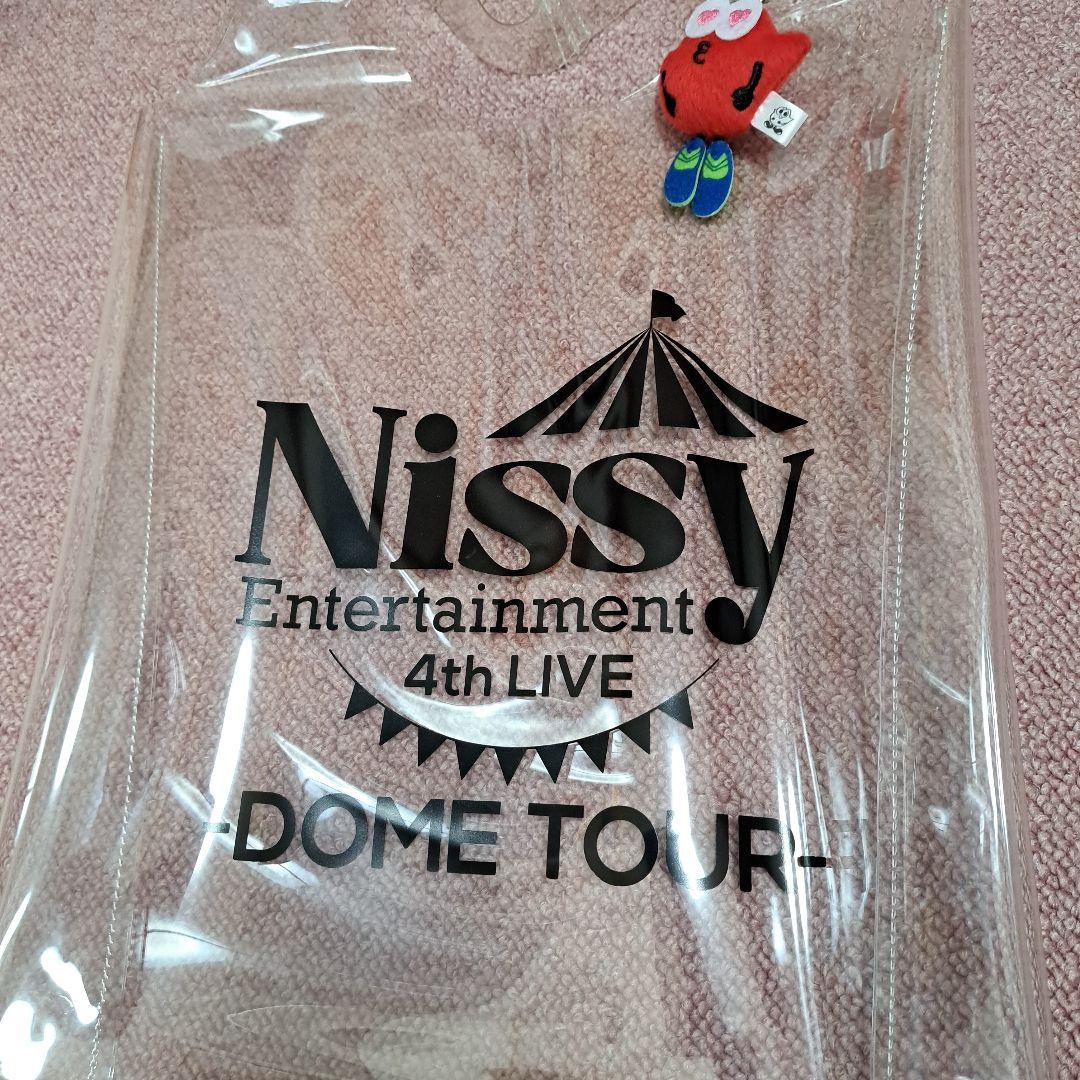 Nissy
Entertainment
4th LIVE
-DOME TOUR-